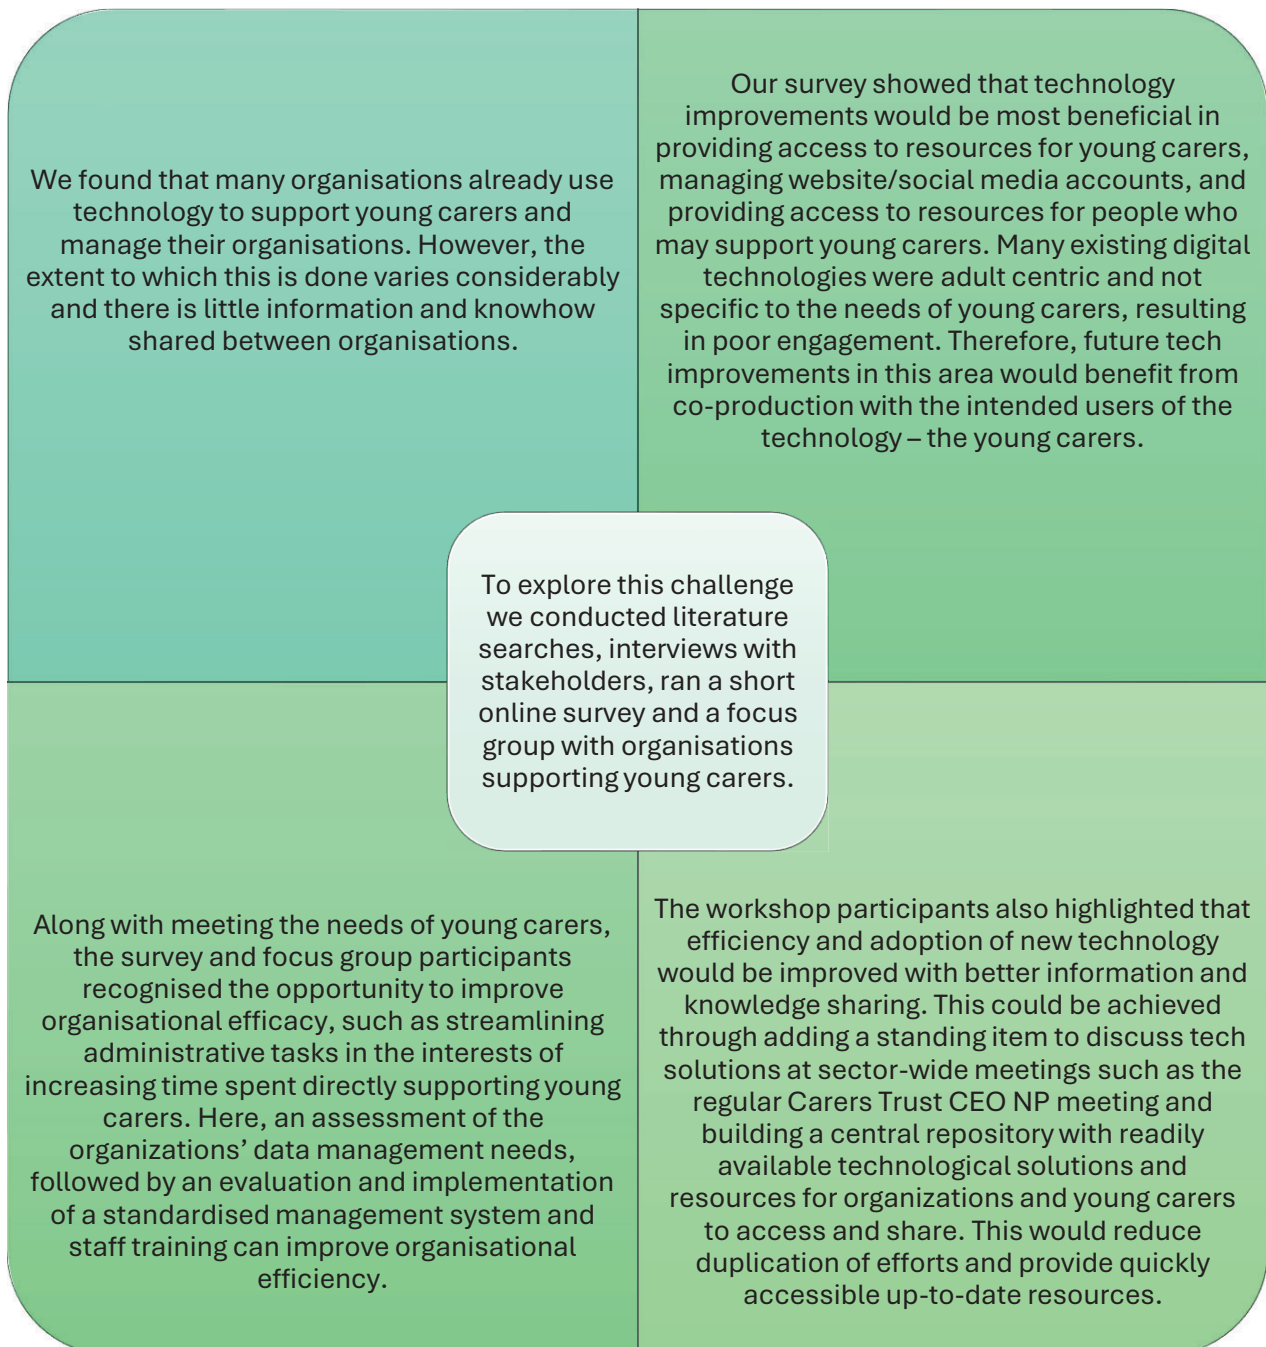 We found that many organisations already use
technology to support young carers and
manage their organisations. However, the
extent to which this is done varies considerably
and there is little information and knowhow
shared between organisations.
Our survey showed that technology
improvements would be most beneficial in
providing access to resources for young carers,
managing website/social media accounts, and
providing access to resources for people who
may support young carers. Many existing digital
technologies were adult centric and not
specific to the needs of young carers, resulting
in poor engagement. Therefore, future tech
improvements in this area would benefit from
co-production with the intended users of the
technology – the young carers.
To explore this challenge
we conducted literature
searches, interviews with
stakeholders, ran a short
online survey and a focus
group with organisations
supporting young carers.
Along with meeting the needs of young carers,
the survey and focus group participants
recognised the opportunity to improve
organisational efficacy, such as streamlining
administrative tasks in the interests of
increasing time spent directly supporting young
carers. Here, an assessment of the
organizations’ data management needs,
followed by an evaluation and implementation
of a standardised management system and
staff training can improve organisational
efficiency.
The workshop participants also highlighted that
efficiency and adoption of new technology
would be improved with better information and
knowledge sharing. This could be achieved
through adding a standing item to discuss tech
solutions at sector-wide meetings such as the
regular Carers Trust CEO NP meeting and
building a central repository with readily
available technological solutions and
resources for organizations and young carers
to access and share. This would reduce
duplication of efforts and provide quickly
accessible up-to-date resources.